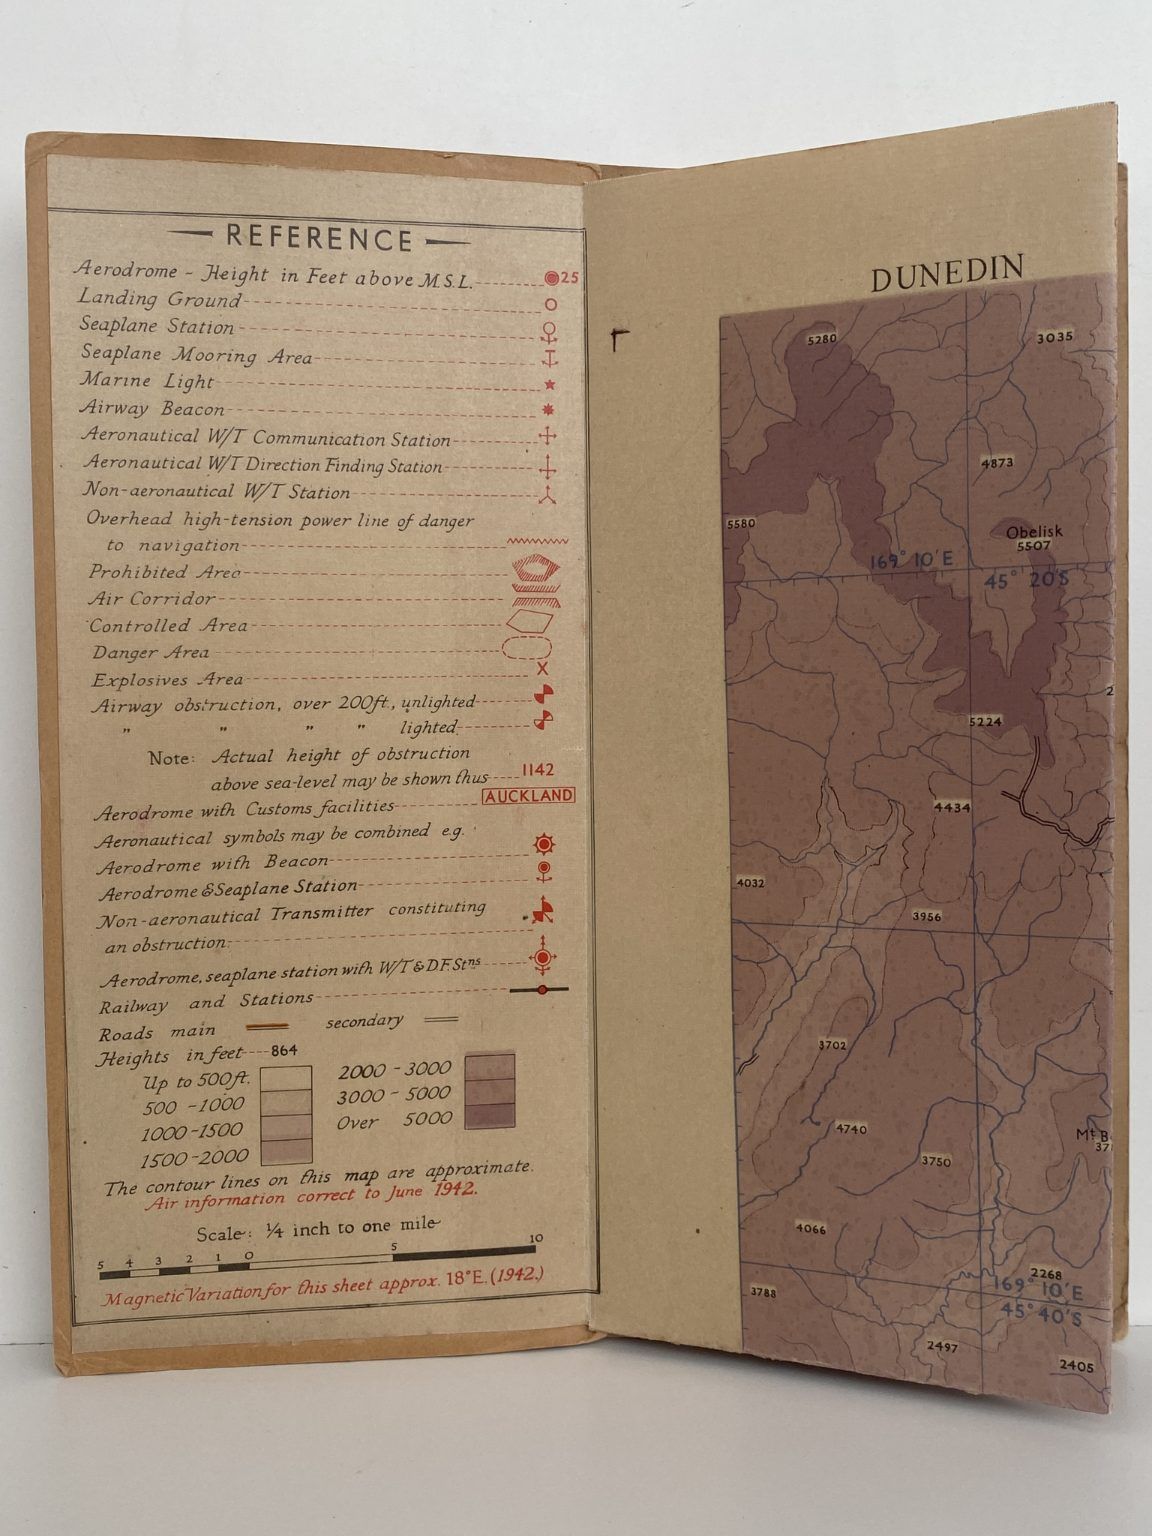 REFERENCE
Aerodrome - Height in Feet above M.S.L. 25
Landing Ground
Seaplane Station
Seaplane Mooring Area
Marine Light
Airway Beacon
Aeronautical W/T Communication Station
Aeronautical W/T Direction Finding Station
Non-aeronautical W/T Station
Overhead high-tension power line of danger
to navigation
Prohibited Area
Air Corridor
Controlled Area
Danger Area
Explosives Area X
Airway obstruction, over 200ft., unlighted
" " " " lighted
Note: Actual height of obstruction
above sea-level may be shown thus 1142
Aerodrome with Customs facilities AUCKLAND
Aeronautical symbols may be combined e.g.
Aerodrome with Beacon
Aerodrome & Seaplane Station
Non-aeronautical Transmitter constituting
an obstruction
Aerodrome, seaplane station with W/T & D.F. Stns
Railway and Stations
Roads main secondary
Heights in feet 864
Up to 500ft.
500 - 1000
1000 - 1500
1500 - 2000
2000 - 3000
3000 - 5000
Over 5000
The contour lines on this map are approximate.
Air information correct to June 1942.
Scale: ¼ inch to one mile
5 4 3 2 1 0 5 10
Magnetic Variation for this sheet approx. 18°E. (1942.)
DUNEDIN
5280
3035
4873
5580
Obelisk
5507
169° 10'E
45° 20'S
2
5224
4434
4032
3956
3702
4740
Mt B
37
3750
4066
2268
169° 10'E
3788
45° 40'S
2497
2405